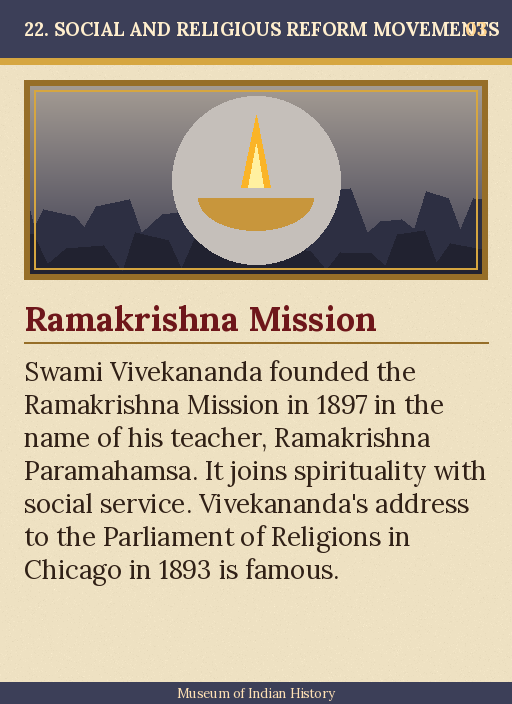 22. SOCIAL AND RELIGIOUS REFORM MOVEMENTS
03
Ramakrishna Mission
Swami Vivekananda founded the
Ramakrishna Mission in 1897 in the
name of his teacher, Ramakrishna
Paramahamsa. It joins spirituality with
social service. Vivekananda's address
to the Parliament of Religions in
Chicago in 1893 is famous.
Museum of Indian History